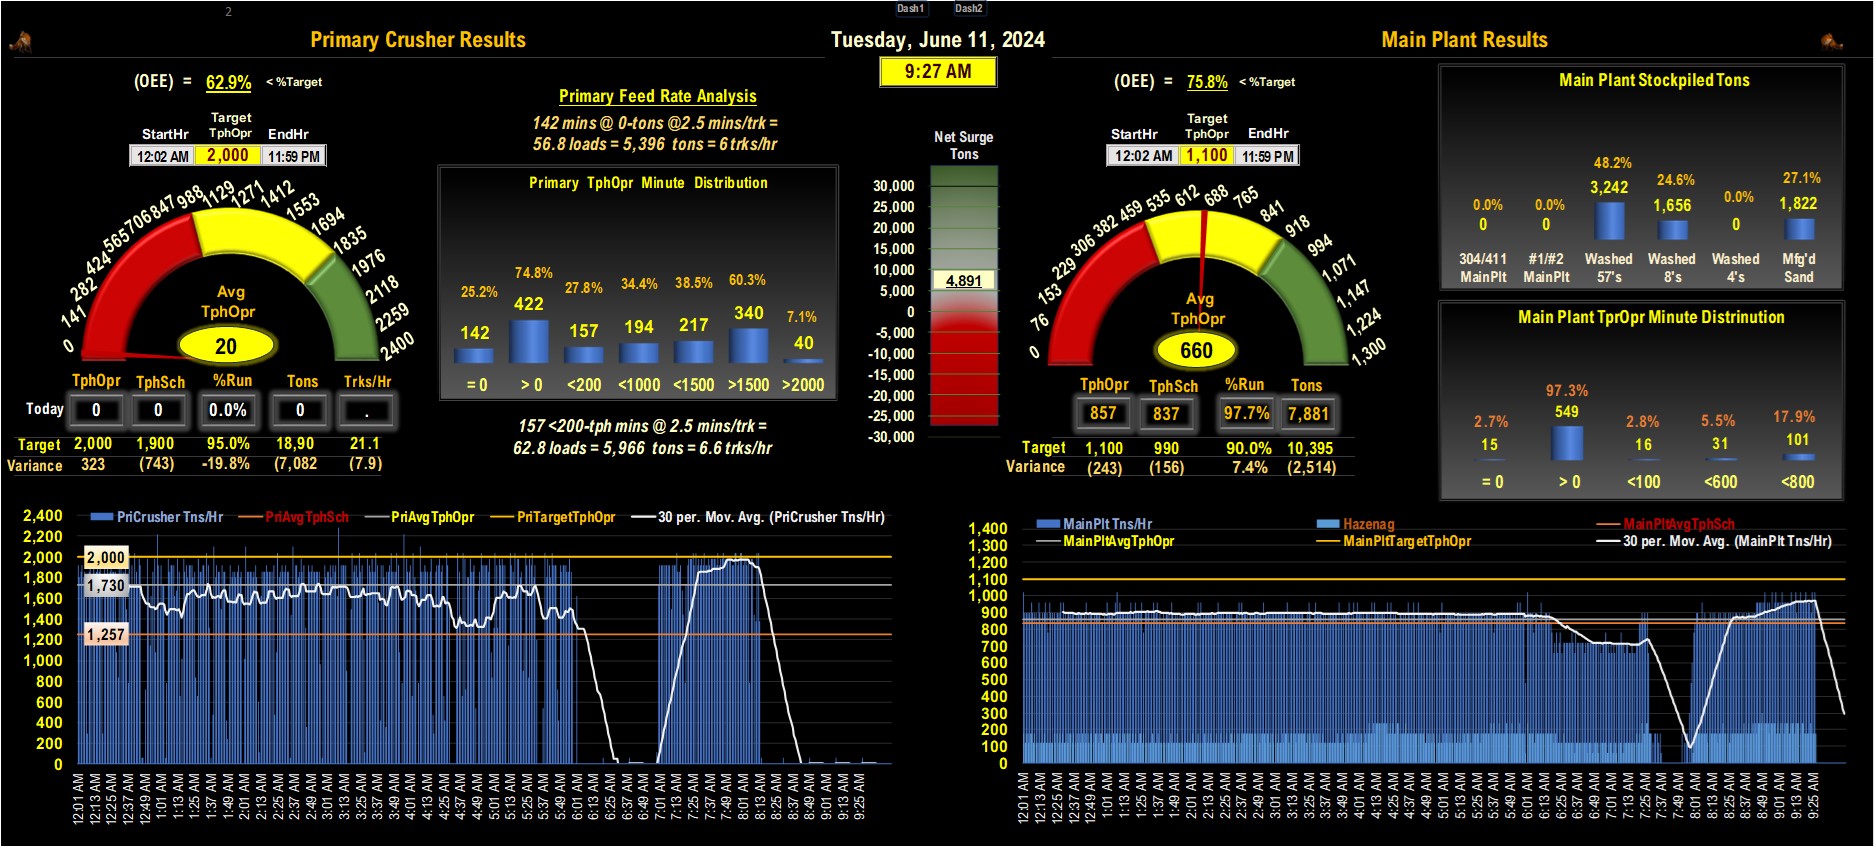 2
Dash1 Dash2
Primary Crusher Results
Tuesday, June 11, 2024
Main Plant Results
9:27 AM
(OEE) = 62.9% < %Target
Target
StartHr TphOpr EndHr
12:02 AM 2,000 11:59 PM
0 141 282 424 565 706 847 988 1129 1271 1412 1553 1694 1835 1976 2118 2259 2400
Avg
TphOpr
20
TphOpr TphSch %Run Tons Trks/Hr
Today 0 0 0.0% 0 .
Target 2,000 1,900 95.0% 18,90 21.1
Variance 323 (743) -19.8% (7,082 (7.9)
Primary Feed Rate Analysis
142 mins @ 0-tons @2.5 mins/trk =
56.8 loads = 5,396 tons = 6 trks/hr
Primary TphOpr Minute Distribution
25.2% 74.8% 27.8% 34.4% 38.5% 60.3% 7.1%
142 422 157 194 217 340 40
= 0 > 0 <200 <1000 <1500 >1500 >2000
157 <200-tph mins @ 2.5 mins/trk =
62.8 loads = 5,966 tons = 6.6 trks/hr
Net Surge
Tons
30,000
25,000
20,000
15,000
10,000
4,891
5,000
0
-5,000
-10,000
-15,000
-20,000
-25,000
-30,000
(OEE) = 75.8% < %Target
Target
StartHr TphOpr EndHr
12:02 AM 1,100 11:59 PM
0 76 153 229 306 382 459 535 612 688 765 841 918 994 1,071 1,147 1,224 1,300
Avg
TphOpr
660
TphOpr TphSch %Run Tons
857 837 97.7% 7,881
Target 1,100 990 90.0% 10,395
Variance (243) (156) 7.4% (2,514)
Main Plant Stockpiled Tons
0.0% 0.0% 48.2% 24.6% 0.0% 27.1%
0 0 3,242 1,656 0 1,822
304/411 #1/#2 Washed Washed Washed Mfg'd
MainPlt MainPlt 57's 8's 4's Sand
Main Plant TprOpr Minute Distrinution
2.7% 97.3% 2.8% 5.5% 17.9%
15 549 16 31 101
= 0 > 0 <100 <600 <800
PriCrusher Tns/Hr PriAvgTphSch PriAvgTphOpr PriTargetTphOpr 30 per. Mov. Avg. (PriCrusher Tns/Hr)
2,400
2,200
2,000
1,800
1,600
1,400
1,200
1,000
800
600
400
200
0
2,000
1,730
1,257
12:01 AM 12:13 AM 12:25 AM 12:37 AM 12:49 AM 1:01 AM 1:13 AM 1:25 AM 1:37 AM 1:49 AM 2:01 AM 2:13 AM 2:25 AM 2:37 AM 2:49 AM 3:01 AM 3:13 AM 3:25 AM 3:37 AM 3:49 AM 4:01 AM 4:13 AM 4:25 AM 4:37 AM 4:49 AM 5:01 AM 5:13 AM 5:25 AM 5:37 AM 5:49 AM 6:01 AM 6:13 AM 6:25 AM 6:37 AM 6:49 AM 7:01 AM 7:13 AM 7:25 AM 7:37 AM 7:49 AM 8:01 AM 8:13 AM 8:25 AM 8:37 AM 8:49 AM 9:01 AM 9:13 AM 9:25 AM
MainPlt Tns/Hr Hazenag MainPltAvgTphSch
MainPltAvgTphOpr MainPltTargetTphOpr 30 per. Mov. Avg. (MainPlt Tns/Hr)
1,400
1,300
1,200
1,100
1,000
900
800
700
600
500
400
300
200
100
0
12:01 AM 12:13 AM 12:25 AM 12:37 AM 12:49 AM 1:01 AM 1:13 AM 1:25 AM 1:37 AM 1:49 AM 2:01 AM 2:13 AM 2:25 AM 2:37 AM 2:49 AM 3:01 AM 3:13 AM 3:25 AM 3:37 AM 3:49 AM 4:01 AM 4:13 AM 4:25 AM 4:37 AM 4:49 AM 5:01 AM 5:13 AM 5:25 AM 5:37 AM 5:49 AM 6:01 AM 6:13 AM 6:25 AM 6:37 AM 6:49 AM 7:01 AM 7:13 AM 7:25 AM 7:37 AM 7:49 AM 8:01 AM 8:13 AM 8:25 AM 8:37 AM 8:49 AM 9:01 AM 9:13 AM 9:25 AM